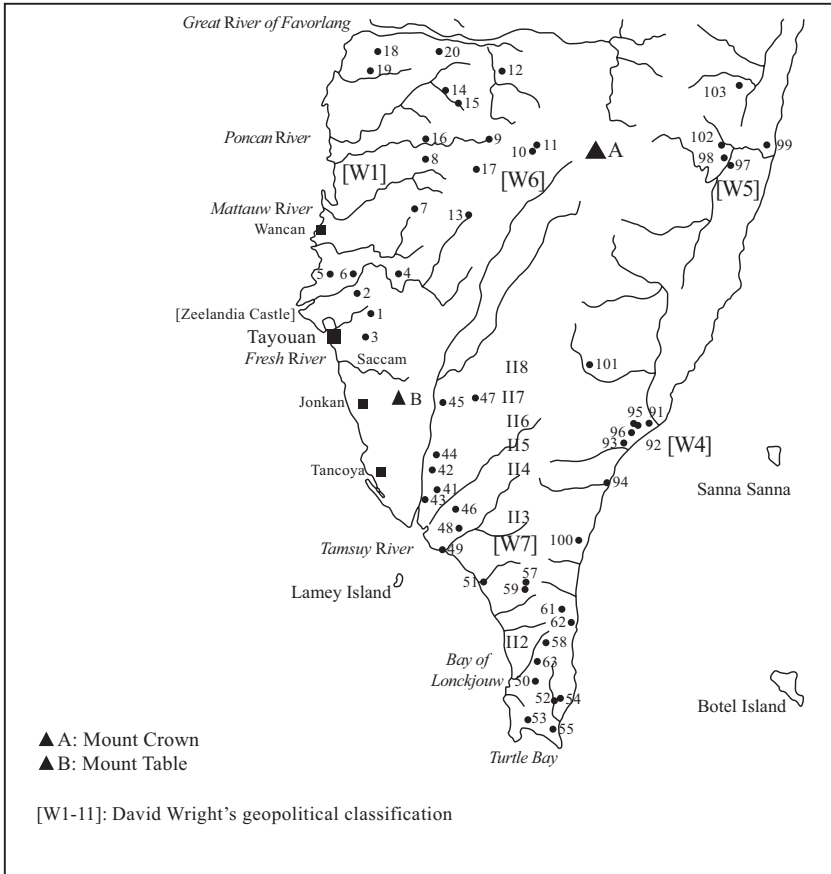 Great River of Favorlang
18
20
19
12
14
103
15
Poncan River
16
9
11
102
99
10
A
98
8
97
[W1]
17
[W6]
[W5]
Mattauw River
7
13
Wancan
5
6
4
2
[Zeelandia Castle]
1
Tayouan
3
Fresh River
Saccam
101
II8
Jonkan
B
45
47
II7
95
91
II6
96
92
[W4]
93
44
II5
42
II4
Tancoya
Sanna Sanna
41
94
43
46
II3
48
[W7]
100
Tamsuy River
49
57
51
59
Lamey Island
61
62
II2
58
Bay of
63
Lonckjouw
50
52
54
Botel Island
53
55
A: Mount Crown
Turtle Bay
B: Mount Table
[W1-11]: David Wright's geopolitical classification